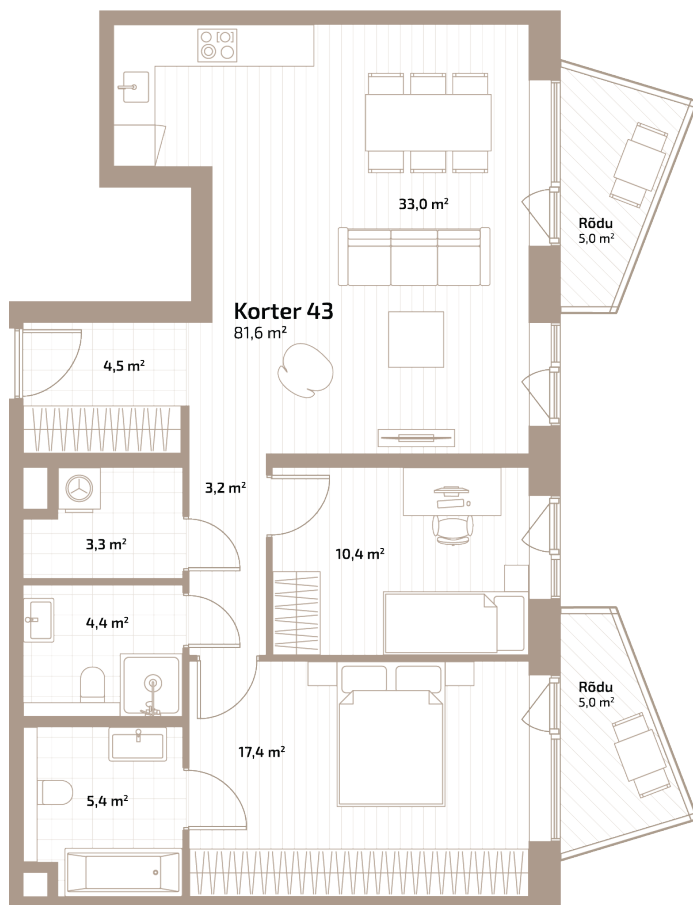 33,0 m²
Rõdu
5,0 m²
Korter 43
81,6 m²
4,5 m²
3,2 m²
3,3 m²
10,4 m²
4,4 m²
Rõdu
5,0 m²
17,4 m²
5,4 m²